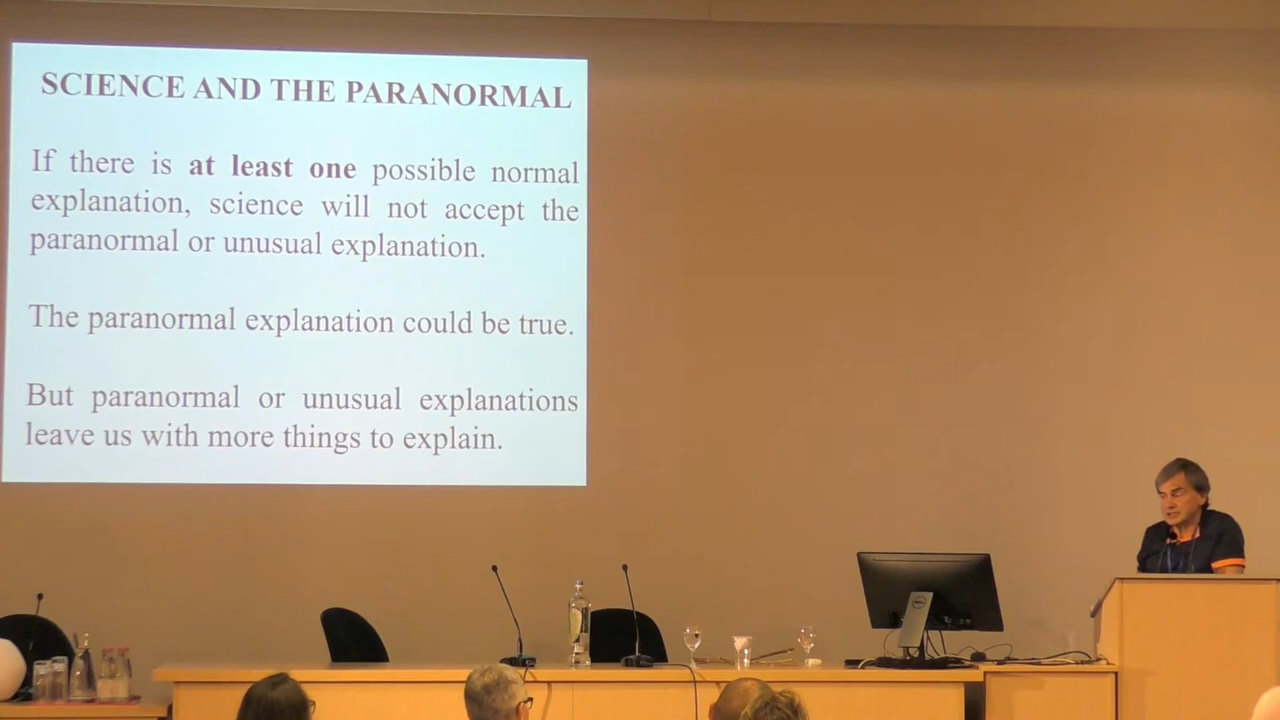 SCIENCE AND THE PARANORMAL
If there is at least one possible normal
explanation, science will not accept the
paranormal or unusual explanation.
The paranormal explanation could be true.
But paranormal or unusual explanations
leave us with more things to explain.
DELL